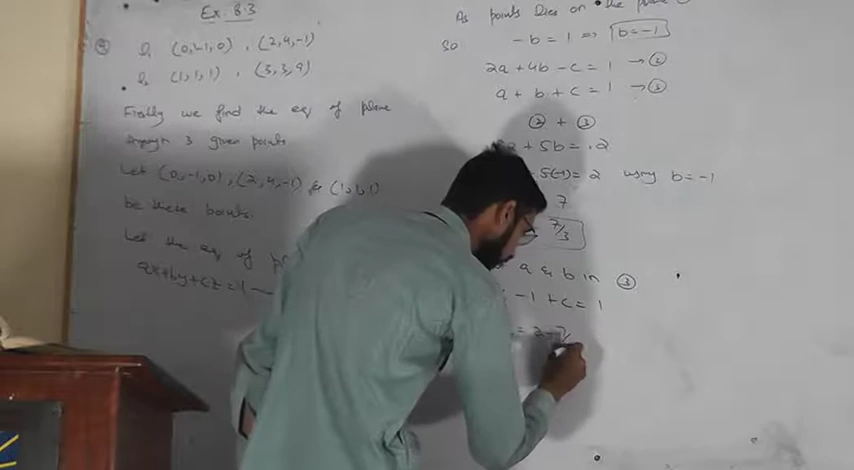 Ex 8.3
(0,-1,0) , (2,4,-1)
(1,1,1) , (3,3,9)
Firstly we find the eq of plane
through 3 given points
Let (0,-1,0) , (2,4,-1) & (1,1,1)
be these points.
Let the eq of
ax+by+cz=1
As points lies on the plane
So -b=1 => b=-1
2a+4b-c=1 → ②
a+b+c=1 → ③
② + ③
+5b=2
5(-1)=2 using b=-1
7
7/3
a & b in ③
-1+c=1
= 2-7/